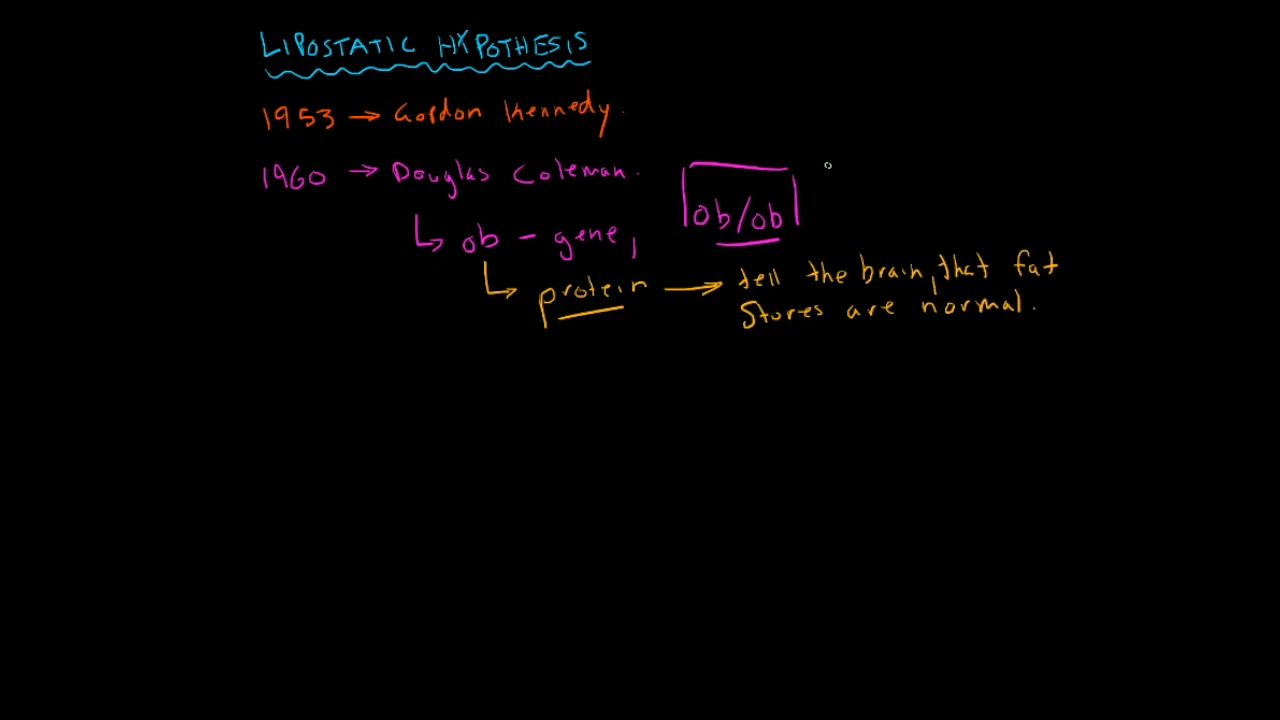 LIPOSTATIC HYPOTHESIS
1953 → Gordon Kennedy.
1960 → Douglas Coleman.
ob - gene,
ob/ob
protein → tell the brain, that fat
stores are normal.